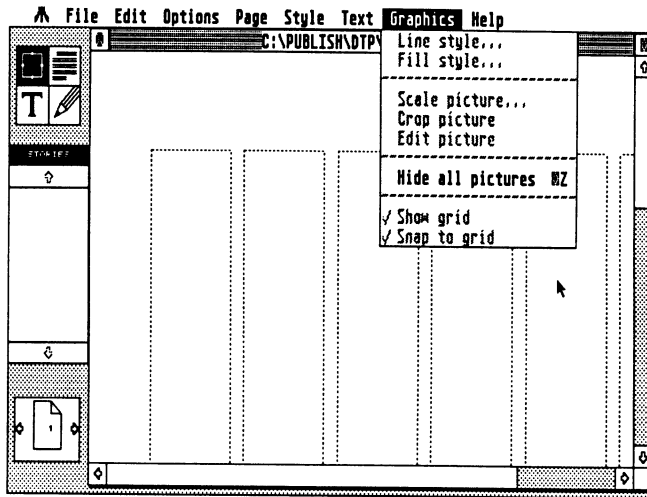 File Edit Options Page Style Text Graphics Help
C:\PUBLISH\DTP\
Line style...
Fill style...
Scale picture...
Crop picture
Edit picture
Hide all pictures Z
Show grid
Snap to grid
T
STORIES
1